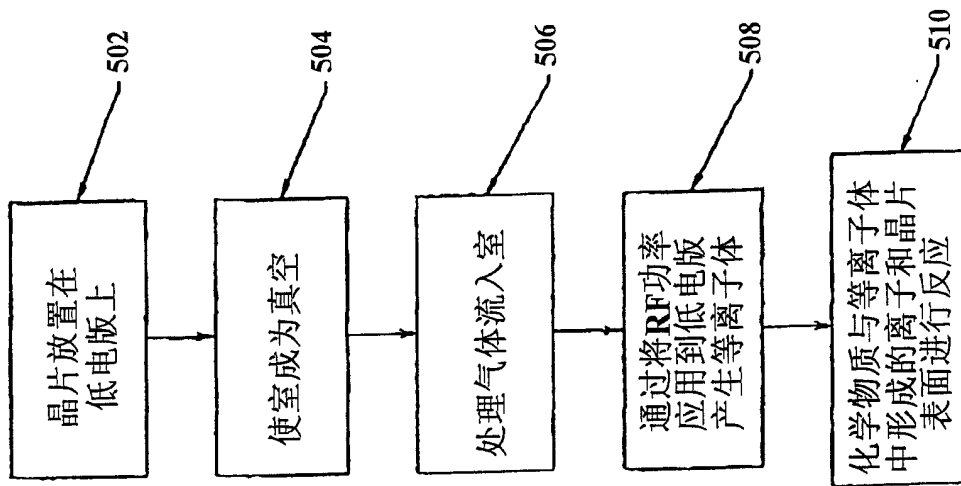 502
晶片放置在
低电版上
504
使室成为真空
506
处理气体流入室
508
通过将RF功率
应用到低电版
产生等离子体
510
化学物质与等离子体
中形成的离子和晶片
表面进行反应